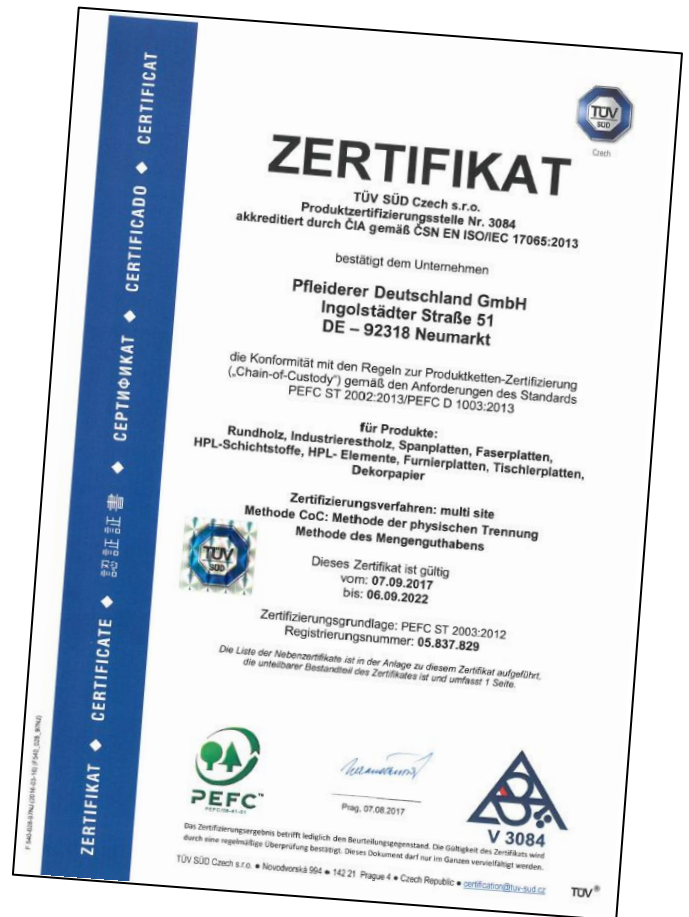 ZERTIFIKAT ◆ CERTIFICATE ◆ 認証証書 ◆ СЕРТИФИКАТ ◆ CERTIFICADO ◆ CERTIFICAT
TÜV
SÜD
Czech
ZERTIFIKAT
TÜV SÜD Czech s.r.o.
Produktzertifizierungsstelle Nr. 3084
akkreditiert durch ČIA gemäß ČSN EN ISO/IEC 17065:2013
bestätigt dem Unternehmen
Pfleiderer Deutschland GmbH
Ingolstädter Straße 51
DE – 92318 Neumarkt
die Konformität mit den Regeln zur Produktketten-Zertifizierung
(„Chain-of-Custody“) gemäß den Anforderungen des Standards
PEFC ST 2002:2013/PEFC D 1003:2013
für Produkte:
Rundholz, Industrierestholz, Spanplatten, Faserplatten,
HPL-Schichtstoffe, HPL- Elemente, Furnierplatten, Tischlerplatten,
Dekorpapier
Zertifizierungsverfahren: multi site
Methode CoC: Methode der physischen Trennung
Methode des Mengenguthabens
TÜV
SÜD
Dieses Zertifikat ist gültig
vom: 07.09.2017
bis: 06.09.2022
Zertifizierungsgrundlage: PEFC ST 2003:2012
Registrierungsnummer: 05.837.829
Die Liste der Nebenzertifikate ist in der Anlage zu diesem Zertifikat aufgeführt,
die unteilbarer Bestandteil des Zertifikates ist und umfasst 1 Seite.
PEFC™
Prag, 07.08.2017
V 3084
Das Zertifizierungsergebnis betrifft lediglich den Beurteilungsgegenstand. Die Gültigkeit des Zertifikats wird
durch eine regelmäßige Überprüfung bestätigt. Dieses Dokument darf nur im Ganzen vervielfältigt werden.
TÜV SÜD Czech s.r.o. ● Novodvorská 994 ● 142 21 Prague 4 ● Czech Republic ● certification@tuv-sud.cz
TÜV®